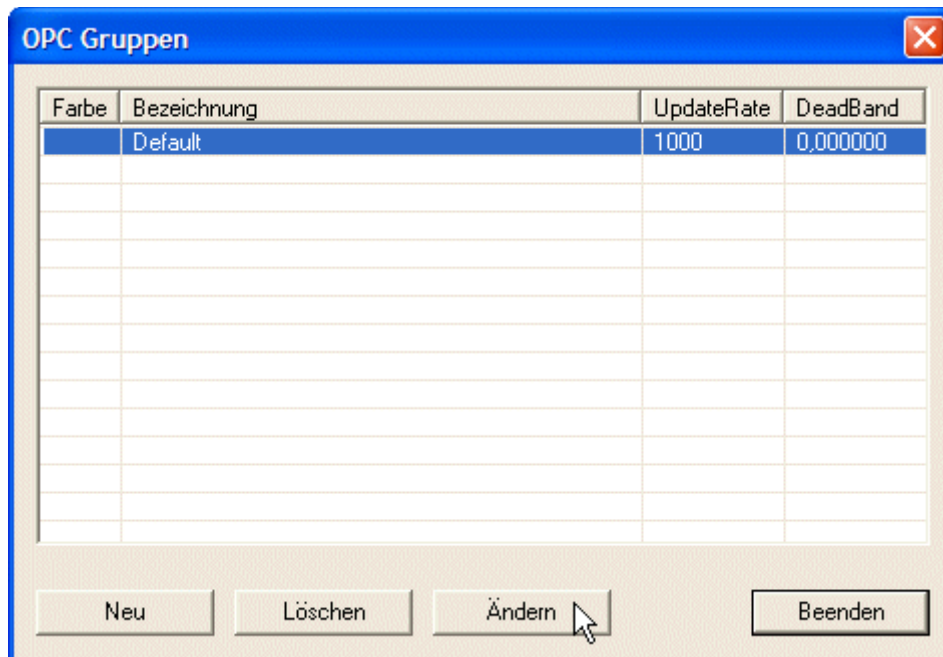 OPC Gruppen
Farbe Bezeichnung UpdateRate DeadBand
Default 1000 0,000000
Neu Löschen Ändern Beenden